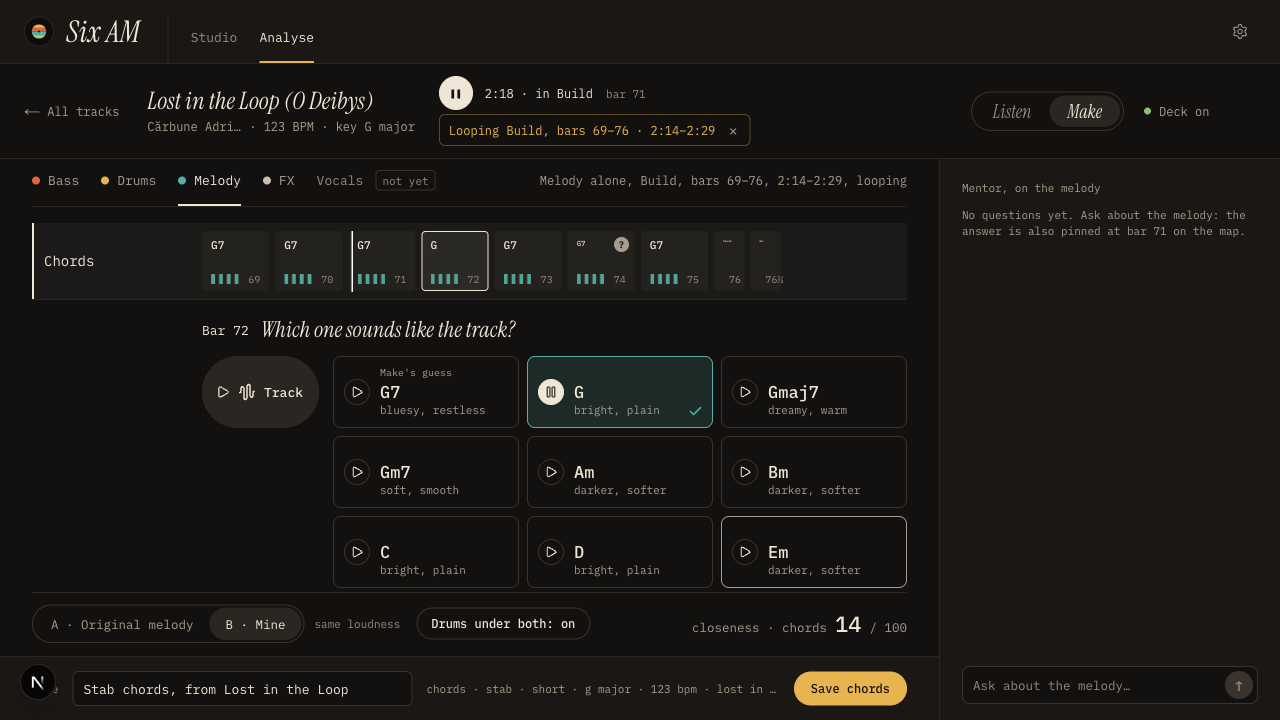 Six AM
Studio
Analyse
← All tracks
Lost in the Loop (O Deibys)
Cărbune Adri… · 123 BPM · key G major
2:18 · in Build bar 71
Looping Build, bars 69–76 · 2:14–2:29 ×
Listen
Make
Deck on
Bass
Drums
Melody
FX
Vocals not yet
Melody alone, Build, bars 69–76, 2:14–2:29, looping
Chords
G7 69
G7 70
G7 71
G 72
G7 73
G7 ? 74
G7 75
76
76½
Bar 72 Which one sounds like the track?
Track
Make's guess
G7
bluesy, restless
G
bright, plain
Gmaj7
dreamy, warm
Gm7
soft, smooth
Am
darker, softer
Bm
darker, softer
C
bright, plain
D
bright, plain
Em
darker, softer
A · Original melody
B · Mine
same loudness
Drums under both: on
closeness · chords 14 / 100
N
Stab chords, from Lost in the Loop
chords · stab · short · g major · 123 bpm · lost in …
Save chords
Mentor, on the melody
No questions yet. Ask about the melody: the
answer is also pinned at bar 71 on the map.
Ask about the melody…
↑